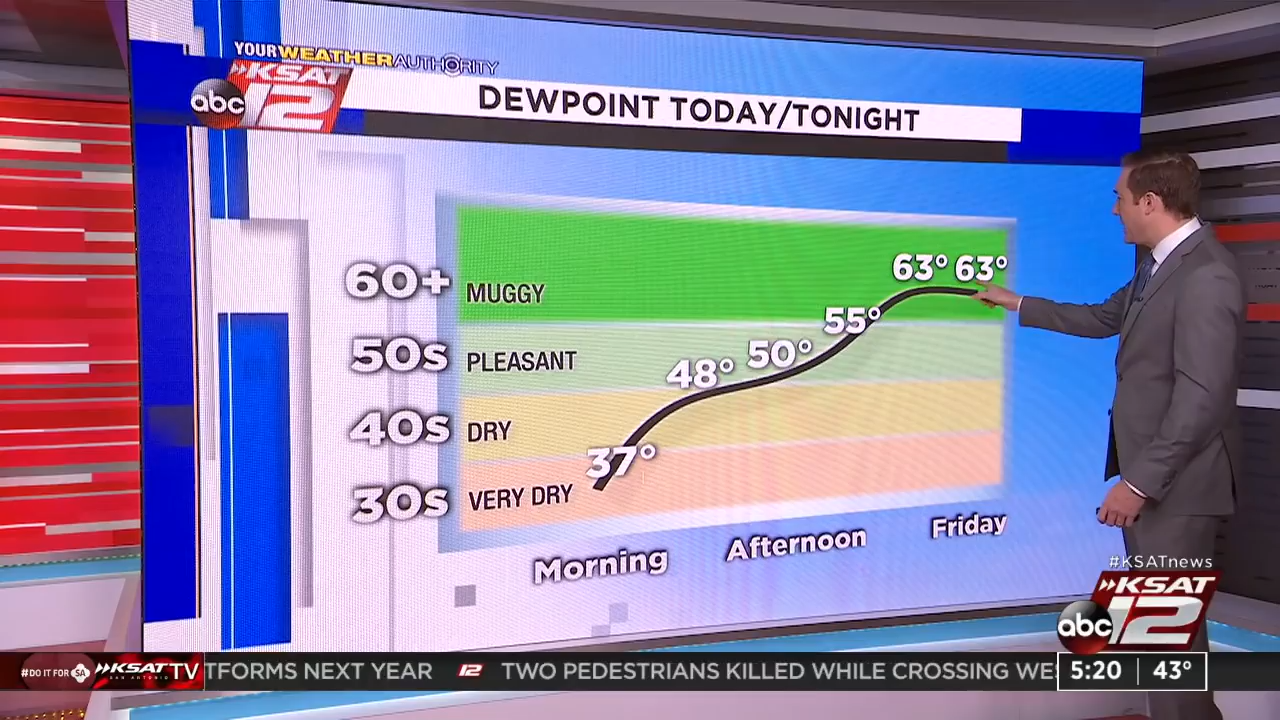 YOUR WEATHER AUTHORITY
abc KSAT 12
DEWPOINT TODAY/TONIGHT
60+ MUGGY
50s PLEASANT
40s DRY
30s VERY DRY
37° 48° 50° 55° 63° 63°
Morning Afternoon Friday
#KSATnews
abc KSAT 12
#DO IT FOR SA KSAT TV SAN ANTONIO
TFORMS NEXT YEAR 12 TWO PEDESTRIANS KILLED WHILE CROSSING WE
5:20 43°